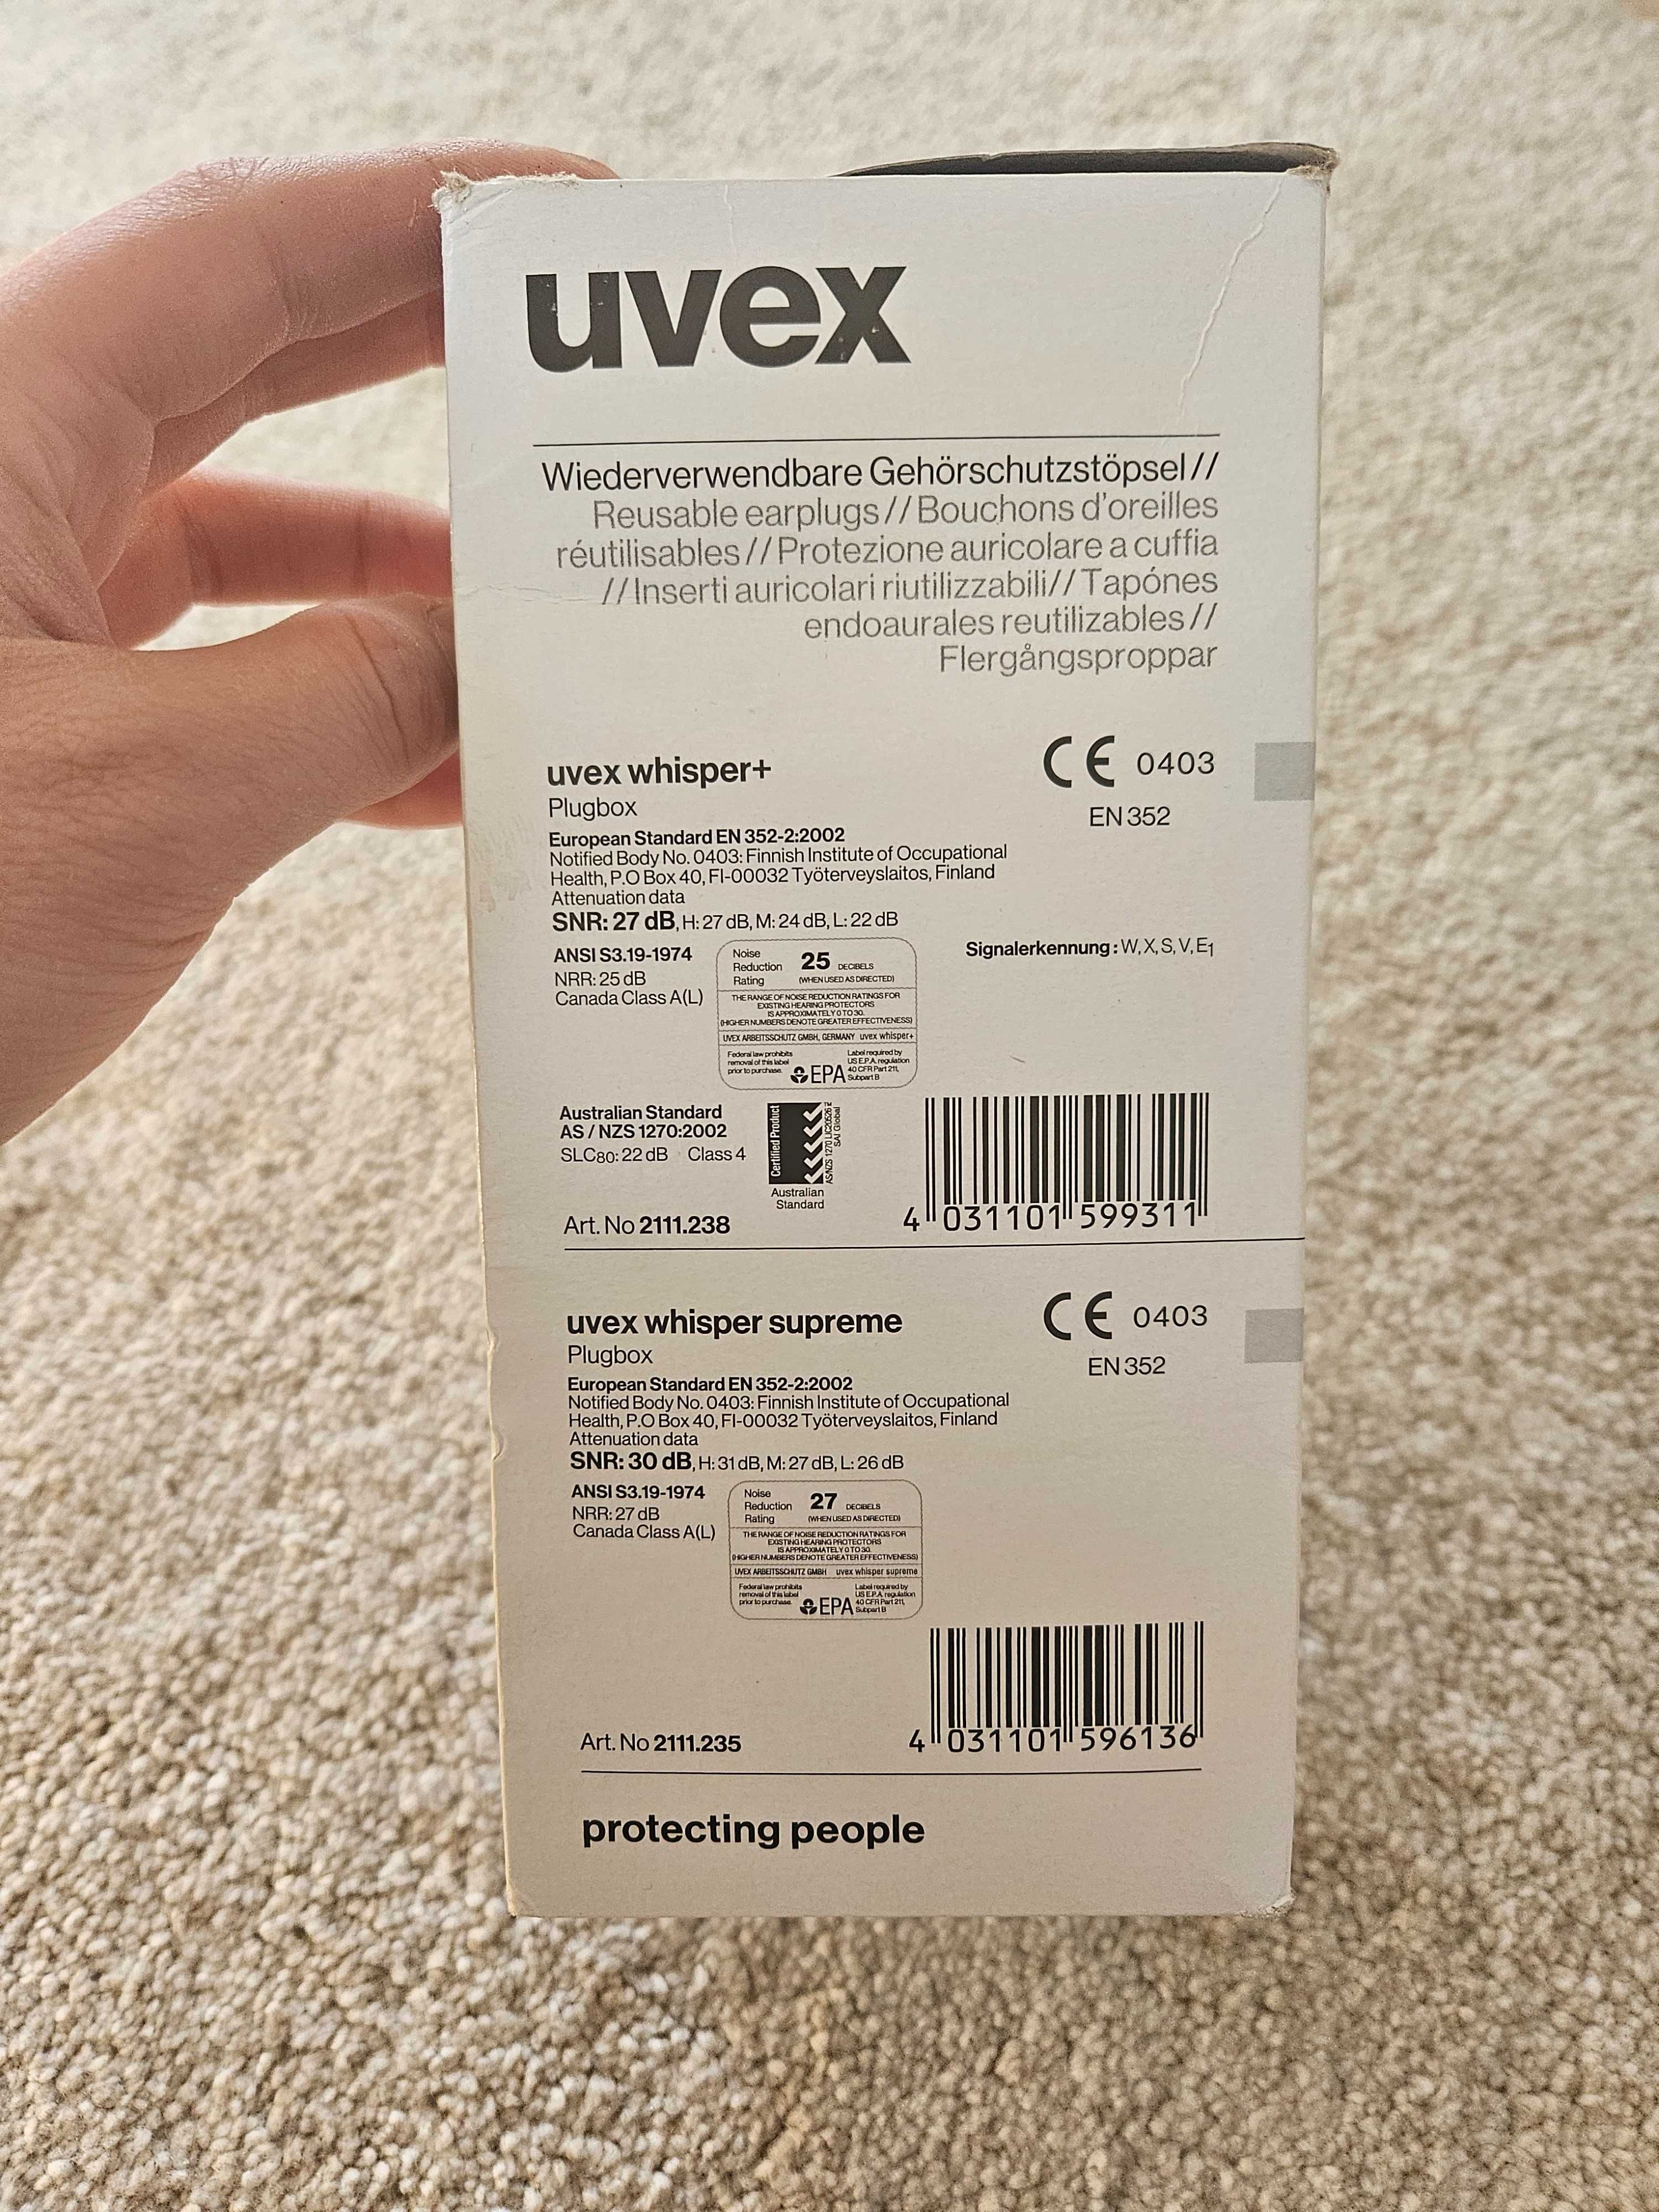 uvex
Wiederverwendbare Gehörschutzstöpsel //
Reusable earplugs // Bouchons d'oreilles
réutilisables // Protezione auricolare a cuffia
// Inserti auricolari riutilizzabili // Tapónes
endoaurales reutilizables //
Flergångsproppar
uvex whisper+
CE 0403
Plugbox
EN 352
European Standard EN 352-2:2002
Notified Body No. 0403: Finnish Institute of Occupational
Health, P.O Box 40, FI-00032 Työterveyslaitos, Finland
Attenuation data
SNR: 27 dB, H: 27 dB, M: 24 dB, L: 22 dB
Signalerkennung: W, X, S, V, E1
ANSI S3.19-1974
NRR: 25 dB
Canada Class A(L)
Noise
Reduction 25 DECIBELS
Rating (WHEN USED AS DIRECTED)
THE RANGE OF NOISE REDUCTION RATINGS FOR
EXISTING HEARING PROTECTORS
IS APPROXIMATELY 0 TO 30.
(HIGHER NUMBERS DENOTE GREATER EFFECTIVENESS)
UVEX ARBEITSSCHUTZ GMBH, GERMANY uvex whisper+
Federal law prohibits
removal of this label
prior to purchase.
EPA
Label required by
US E.P.A. regulation
40 CFR Part 211,
Subpart B
Australian Standard
AS / NZS 1270:2002
SLC80: 22 dB Class 4
Certified Product
SAI Global
Australian
Standard
Art. No 2111.238
4 031101 599311
uvex whisper supreme
CE 0403
Plugbox
EN 352
European Standard EN 352-2:2002
Notified Body No. 0403: Finnish Institute of Occupational
Health, P.O Box 40, FI-00032 Työterveyslaitos, Finland
Attenuation data
SNR: 30 dB, H: 31 dB, M: 27 dB, L: 26 dB
ANSI S3.19-1974
NRR: 27 dB
Canada Class A(L)
Noise
Reduction 27 DECIBELS
Rating (WHEN USED AS DIRECTED)
THE RANGE OF NOISE REDUCTION RATINGS FOR
EXISTING HEARING PROTECTORS
IS APPROXIMATELY 0 TO 30.
(HIGHER NUMBERS DENOTE GREATER EFFECTIVENESS)
UVEX ARBEITSSCHUTZ GMBH uvex whisper supreme
Federal law prohibits
removal of this label
prior to purchase.
EPA
Label required by
US E.P.A. regulation
40 CFR Part 211,
Subpart B
Art. No 2111.235
4 031101 596136
protecting people